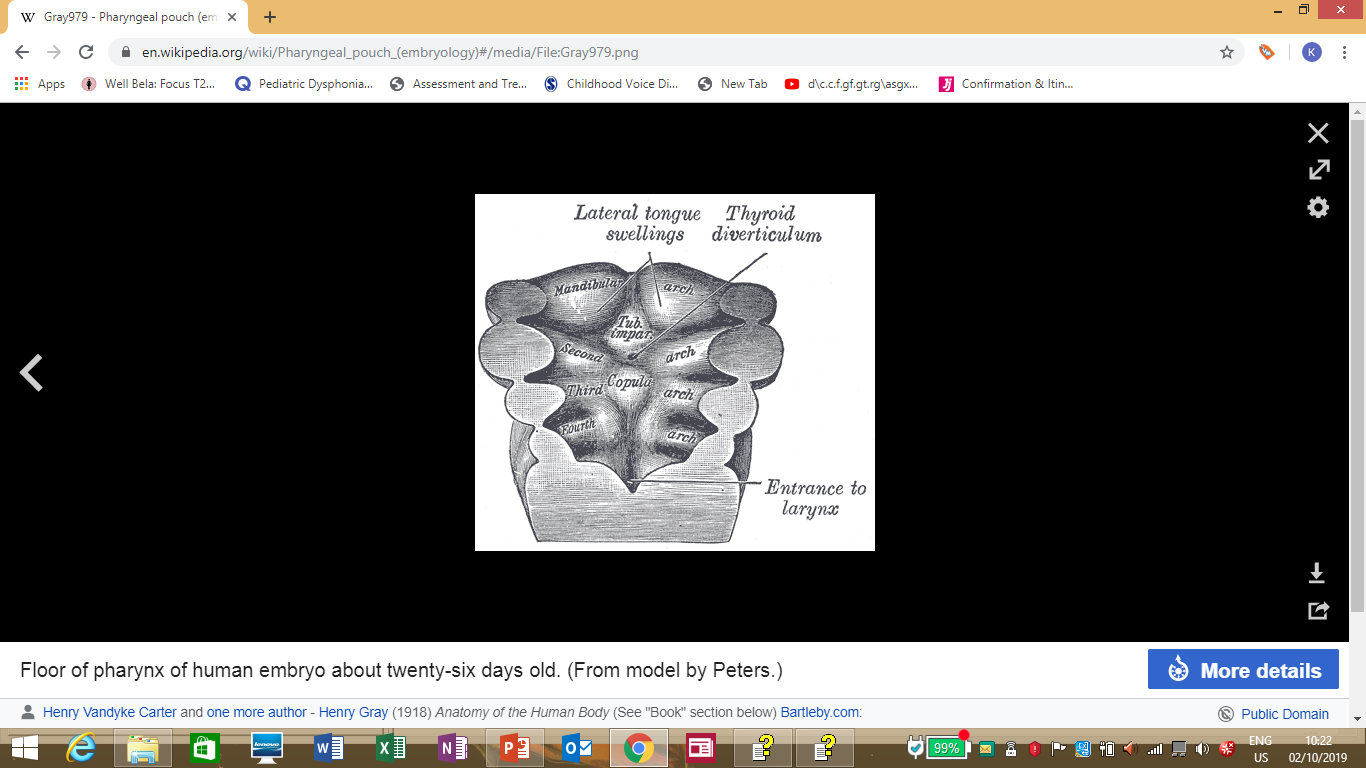 Gray979 - Pharyngeal pouch (em
en.wikipedia.org/wiki/Pharyngeal_pouch_(embryology)#/media/File:Gray979.png
K
Apps
Well Bela: Focus T2...
Pediatric Dysphonia...
Assessment and Tre...
Childhood Voice Di...
New Tab
d\c.c.f.gf.gt.rg\asgx...
Confirmation & Itin...
Lateral tongue swellings
Thyroid diverticulum
Mandibular arch
Tub. impar.
Second arch
Copula
Third arch
Fourth arch
Entrance to larynx
Floor of pharynx of human embryo about twenty-six days old. (From model by Peters.)
More details
Henry Vandyke Carter and one more author - Henry Gray (1918) Anatomy of the Human Body (See "Book" section below) Bartleby.com:
Public Domain
lenovo
99%
ENG
US
10:22
02/10/2019